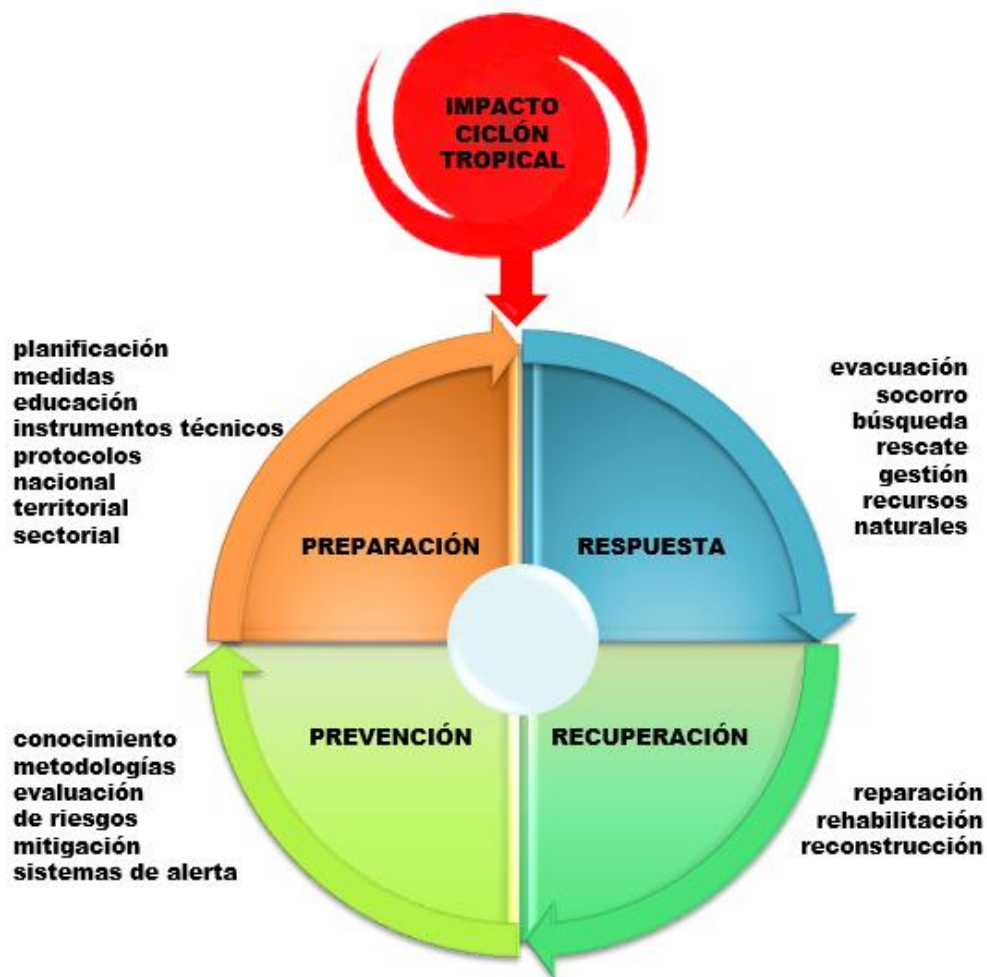 IMPACTO
CICLÓN
TROPICAL
planificación
medidas
educación
instrumentos técnicos
protocolos
nacional
territorial
sectorial
evacuación
socorro
búsqueda
rescate
gestión
recursos
naturales
PREPARACIÓN
RESPUESTA
PREVENCIÓN
RECUPERACIÓN
conocimiento
metodologías
evaluación
de riesgos
mitigación
sistemas de alerta
reparación
rehabilitación
reconstrucción